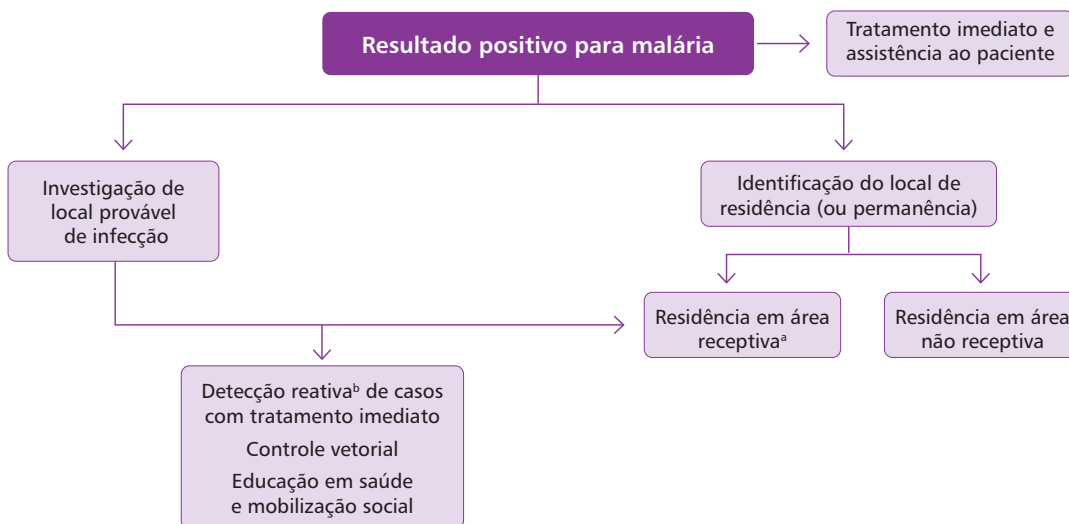 Resultado positivo para malária
Tratamento imediato e
assistência ao paciente
Investigação de
local provável
de infecção
Identificação do local de
residência (ou permanência)
Residência em área
receptivaᵃ
Residência em área
não receptiva
Detecção reativaᵇ de casos
com tratamento imediato
Controle vetorial
Educação em saúde
e mobilização social